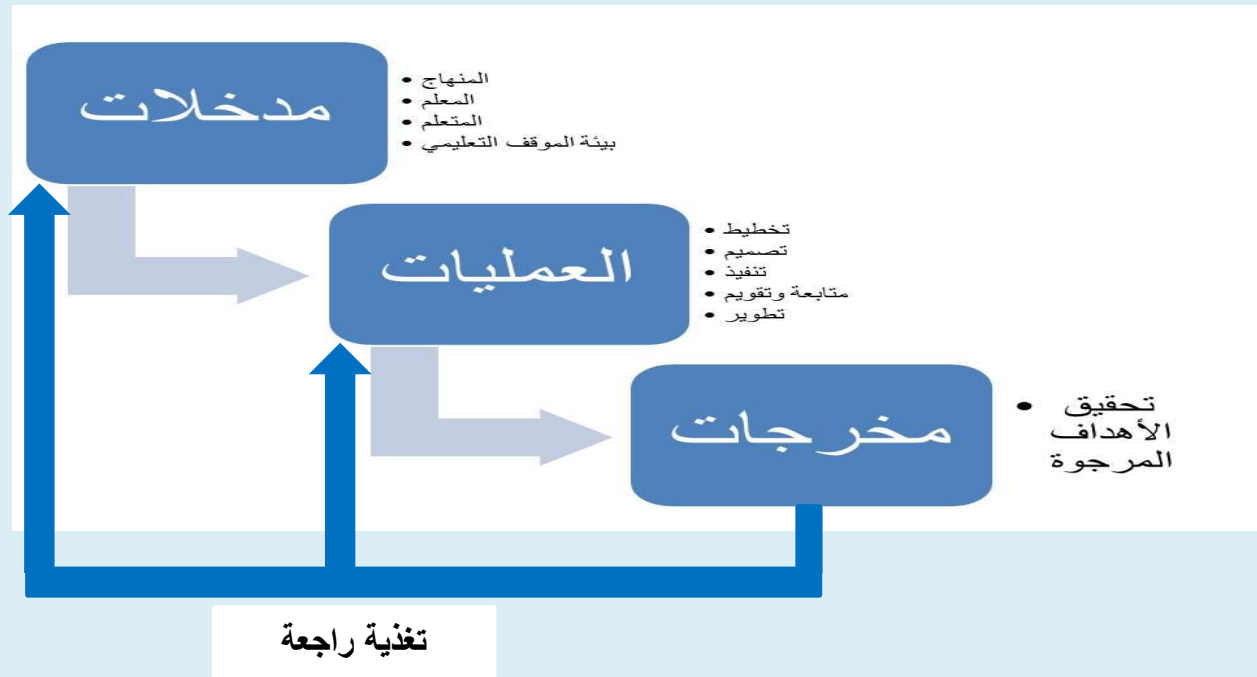 مدخلات
• المنهاج
• المعلم
• المتعلم
• بيئة الموقف التعليمي
العمليات
• تخطيط
• تصميم
• تنفيذ
• متابعة وتقويم
• تطوير
مخرجات
• تحقيق
الأهداف
المرجوة
تغذية راجعة